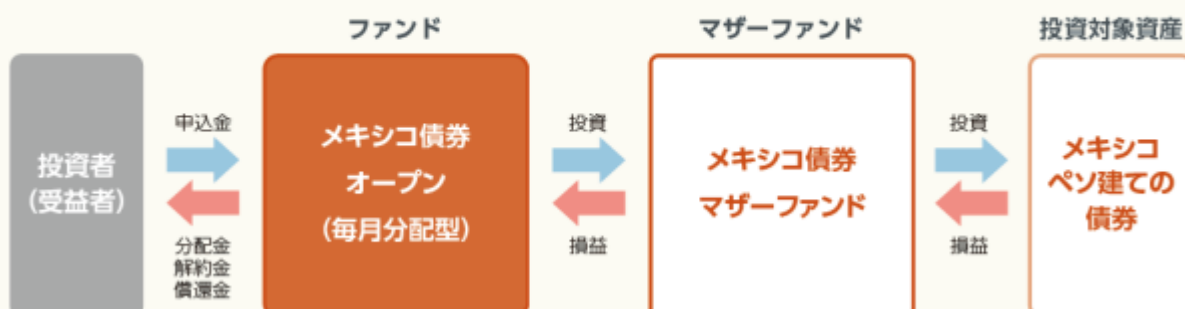 ファンド
マザーファンド
投資対象資産
投資者
(受益者)
申込金
分配金
解約金
償還金
メキシコ債券
オープン
(毎月分配型)
投資
損益
メキシコ債券
マザーファンド
投資
損益
メキシコ
ペソ建ての
債券